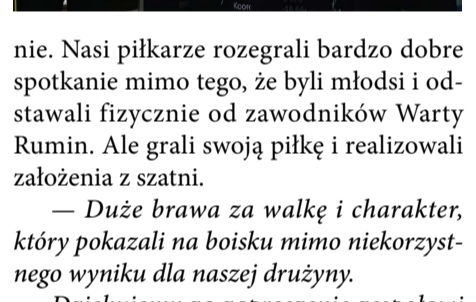 nie. Nasi piłkarze rozegrali bardzo dobre
spotkanie mimo tego, że byli młodsi i od-
stawali fizycznie od zawodników Warty
Rumin. Ale grali swoją piłkę i realizowali
założenia z szatni.
— Duże brawa za walkę i charakter,
który pokazali na boisku mimo niekorzyst-
nego wyniku dla naszej drużyny.